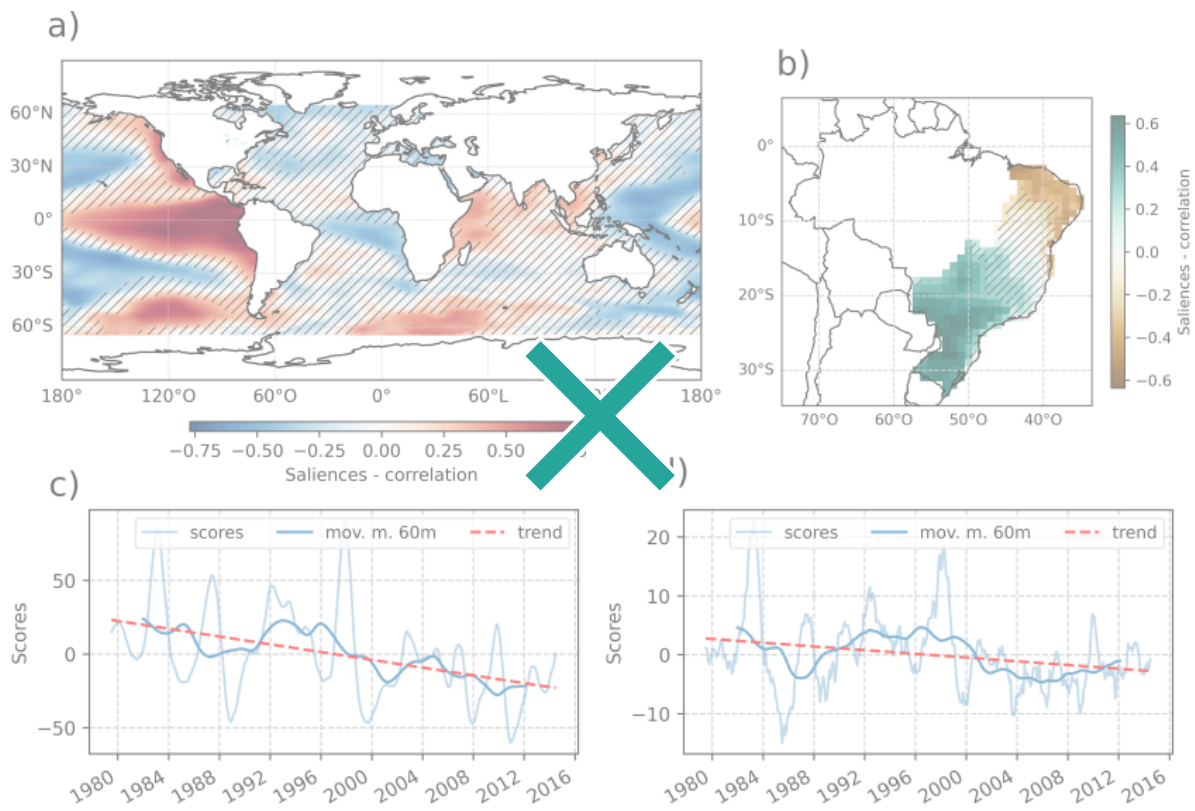 a)
b)
60°N
30°N
0°
30°S
60°S
180° 120°O 60°O 0° 180°
−0.75 −0.50 −0.25 0.00 0.25 0.50
Saliences - correlation
0°
10°S
20°S
30°S
70°O 60°O 50°O 40°O
0.6
0.4
0.2
0.0
−0.2
−0.4
−0.6
Saliences - correlation
c)
scores mov. m. 60m trend
50
0
−50
Scores
1980 1984 1988 1992 1996 2000 2004 2008 2012 2016
scores mov. m. 60m trend
20
10
0
−10
Scores
1980 1984 1988 1992 1996 2000 2004 2008 2012 2016